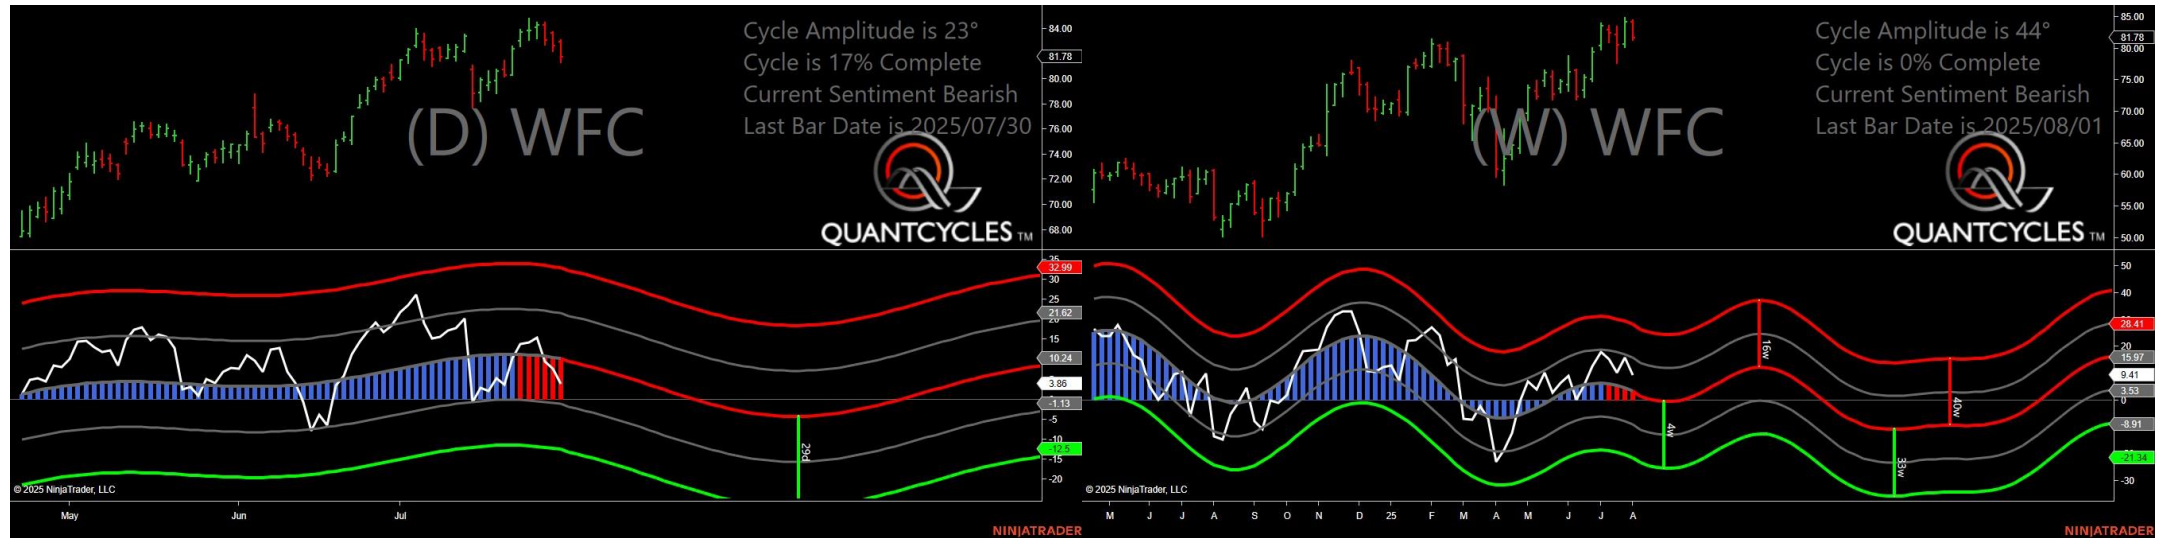 Cycle Amplitude is 23°
Cycle is 17% Complete
Current Sentiment Bearish
Last Bar Date is 2025/07/30
(D) WFC
QUANTCYCLES TM
84.00
81.78
80.00
78.00
76.00
74.00
72.00
70.00
68.00
35
32.99
30
25
21.62
20
15
10.24
3.86
-1.13
-5
-10
-12.5
-15
-20
29d
© 2025 NinjaTrader, LLC
May Jun Jul
NINJATRADER
Cycle Amplitude is 44°
Cycle is 0% Complete
Current Sentiment Bearish
Last Bar Date is 2025/08/01
(W) WFC
QUANTCYCLES TM
85.00
81.78
80.00
75.00
70.00
65.00
60.00
55.00
50.00
50
40
28.41
20
15.97
9.41
3.53
0
-8.91
-21.34
-30
16w
4w
33w
40w
© 2025 NinjaTrader, LLC
M J J A S O N D 25 F M A M J J A
NINJATRADER